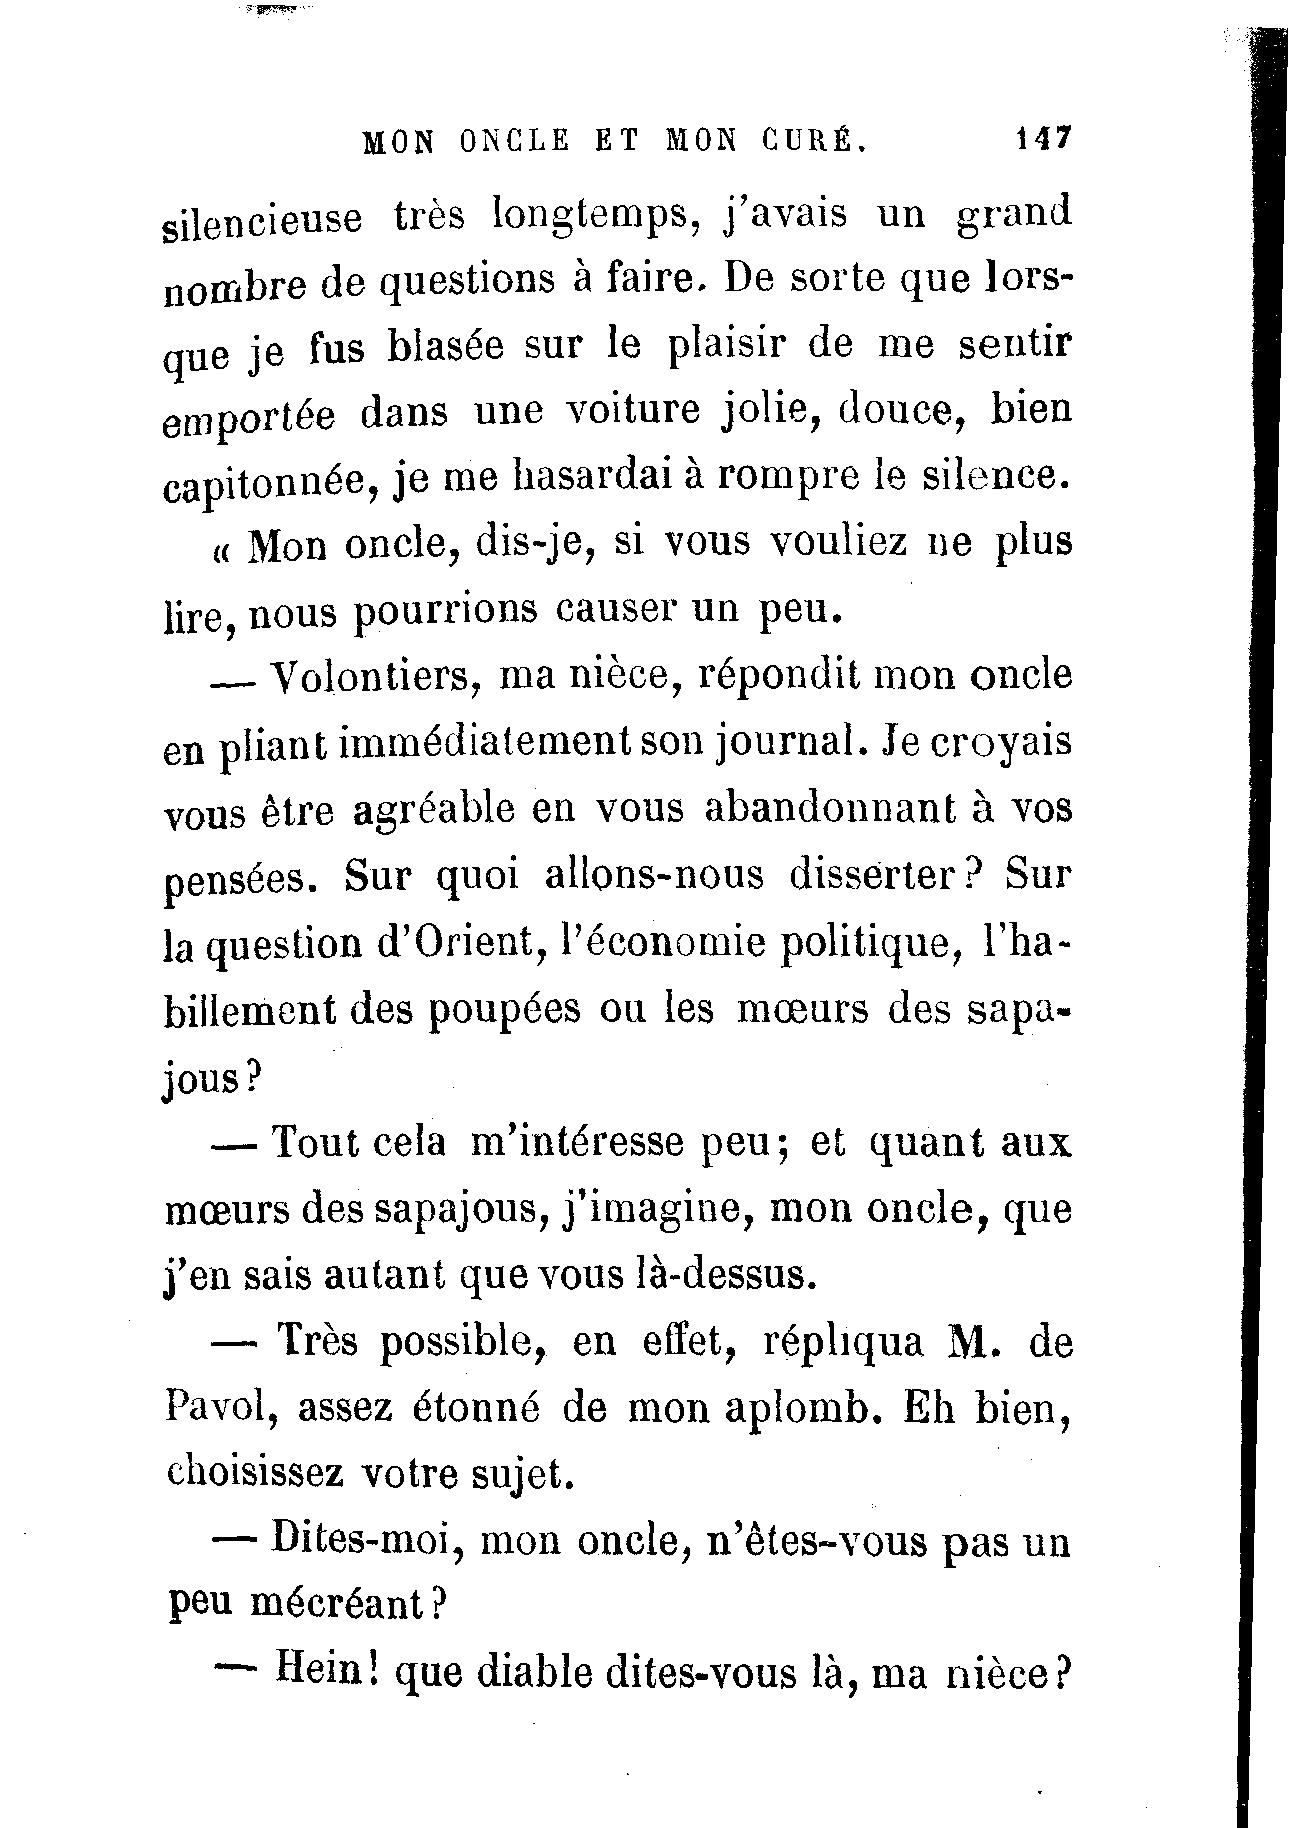 MON ONCLE ET MON CURÉ. 147
silencieuse très longtemps, j'avais un grand
nombre de questions à faire. De sorte que lors-
que je fus blasée sur le plaisir de me sentir
emportée dans une voiture jolie, douce, bien
capitonnée, je me hasardai à rompre le silence.
« Mon oncle, dis-je, si vous vouliez ne plus
lire, nous pourrions causer un peu.
— Volontiers, ma nièce, répondit mon oncle
en pliant immédiatement son journal. Je croyais
vous être agréable en vous abandonnant à vos
pensées. Sur quoi allons-nous disserter? Sur
la question d'Orient, l'économie politique, l'ha-
billement des poupées ou les mœurs des sapa-
jous?
— Tout cela m'intéresse peu; et quant aux
mœurs des sapajous, j'imagine, mon oncle, que
j'en sais autant que vous là-dessus.
— Très possible, en effet, répliqua M. de
Pavol, assez étonné de mon aplomb. Eh bien,
choisissez votre sujet.
— Dites-moi, mon oncle, n'êtes-vous pas un
peu mécréant?
— Hein! que diable dites-vous là, ma nièce?